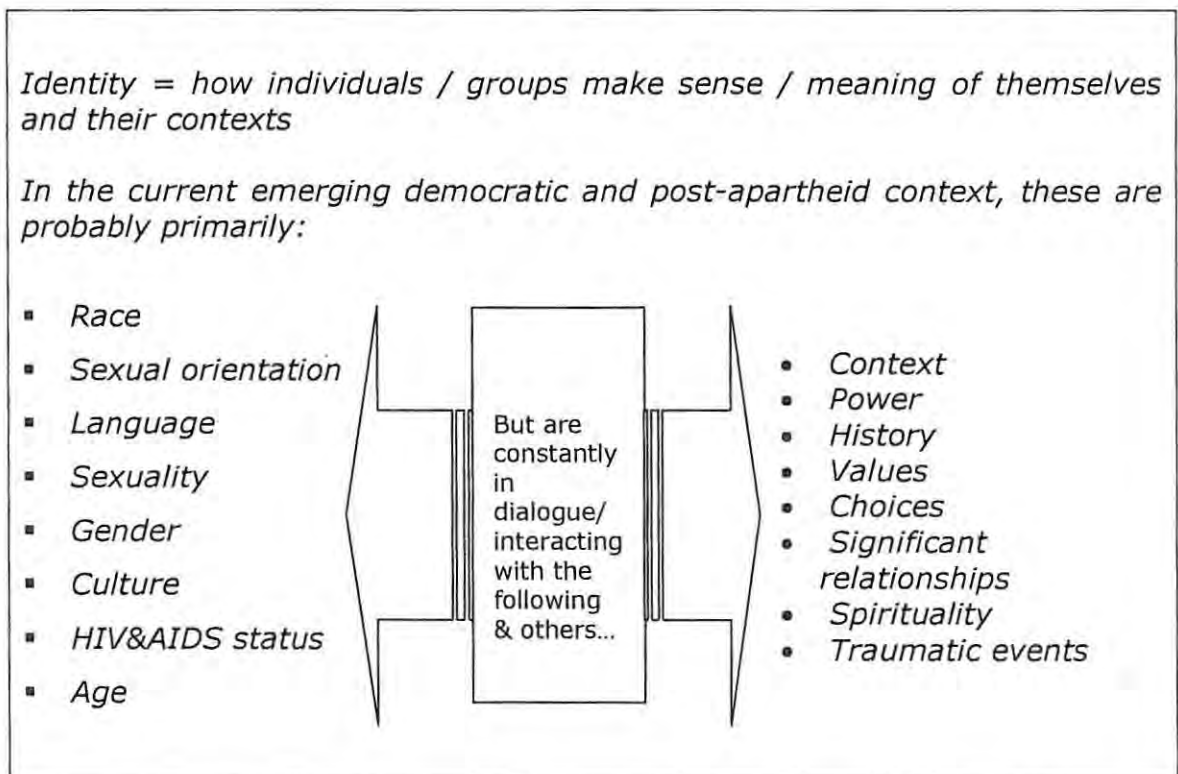 Identity = how individuals / groups make sense / meaning of themselves
and their contexts
In the current emerging democratic and post-apartheid context, these are
probably primarily:
▪ Race
▪ Sexual orientation
▪ Language
▪ Sexuality
▪ Gender
▪ Culture
▪ HIV&AIDS status
▪ Age
But are
constantly
in
dialogue/
interacting
with the
following
& others...
• Context
• Power
• History
• Values
• Choices
• Significant
relationships
• Spirituality
• Traumatic events